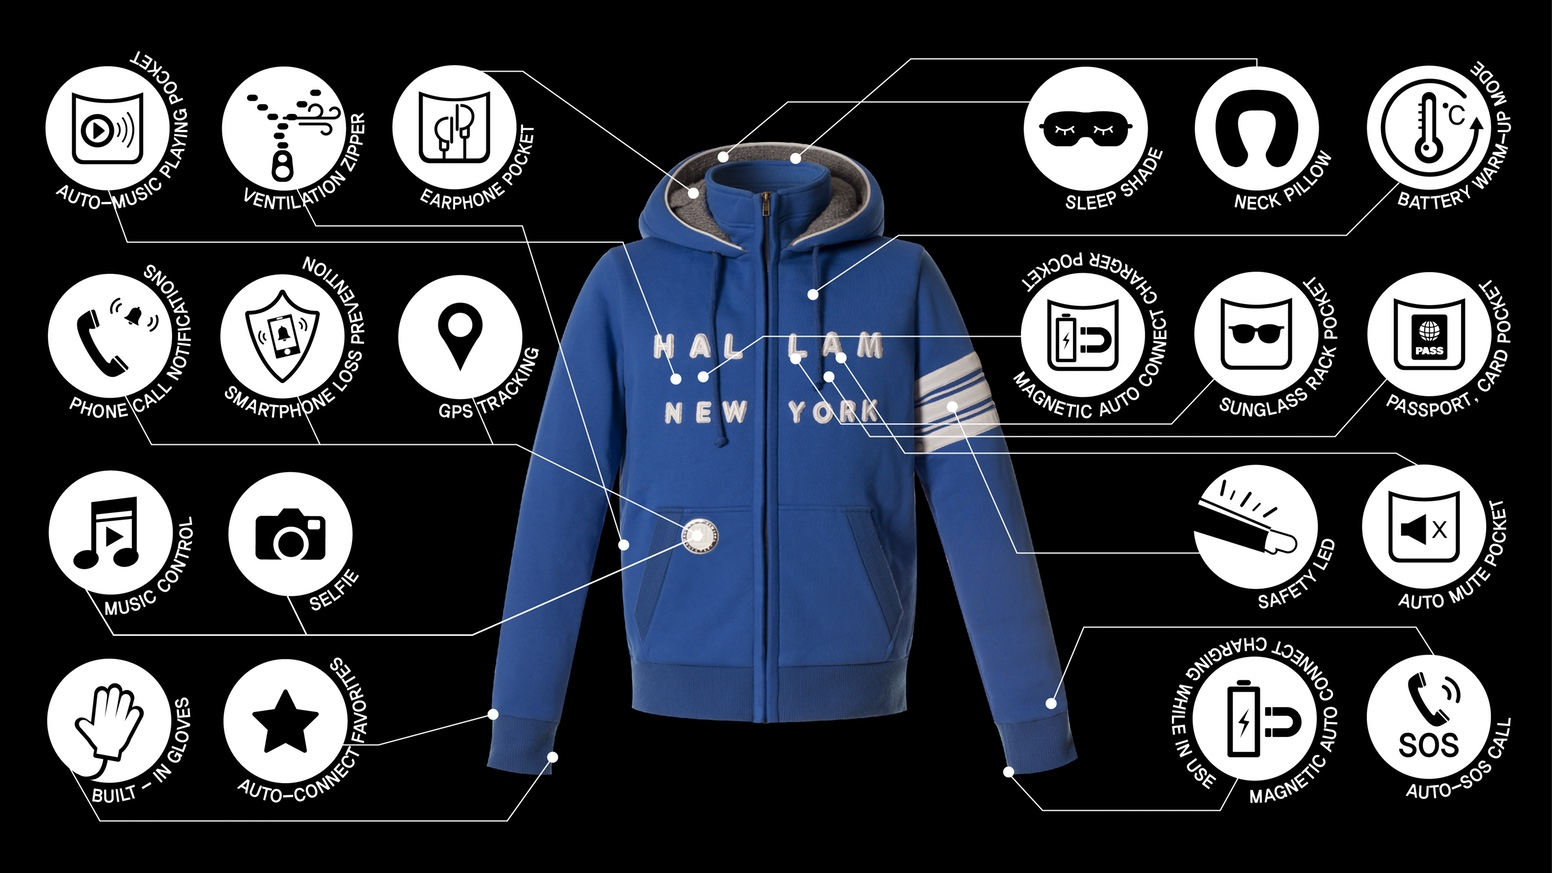 AUTO-MUSIC PLAYING POCKET
VENTILATION ZIPPER
EARPHONE POCKET
SLEEP SHADE
NECK PILLOW
°C
BATTERY WARM-UP MODE
PHONE CALL NOTIFICATIONS
SMARTPHONE LOSS PREVENTION
GPS TRACKING
HAL LAM
NEW YORK
MAGNETIC AUTO CONNECT CHARGER POCKET
SUNGLASS RACK POCKET
PASS
PASSPORT, CARD POCKET
MUSIC CONTROL
SELFIE
SAFETY LED
X
AUTO MUTE POCKET
BUILT - IN GLOVES
AUTO-CONNECT FAVORITES
MAGNETIC AUTO CONNECT CHARGING WHILE IN USE
SOS
AUTO-SOS CALL